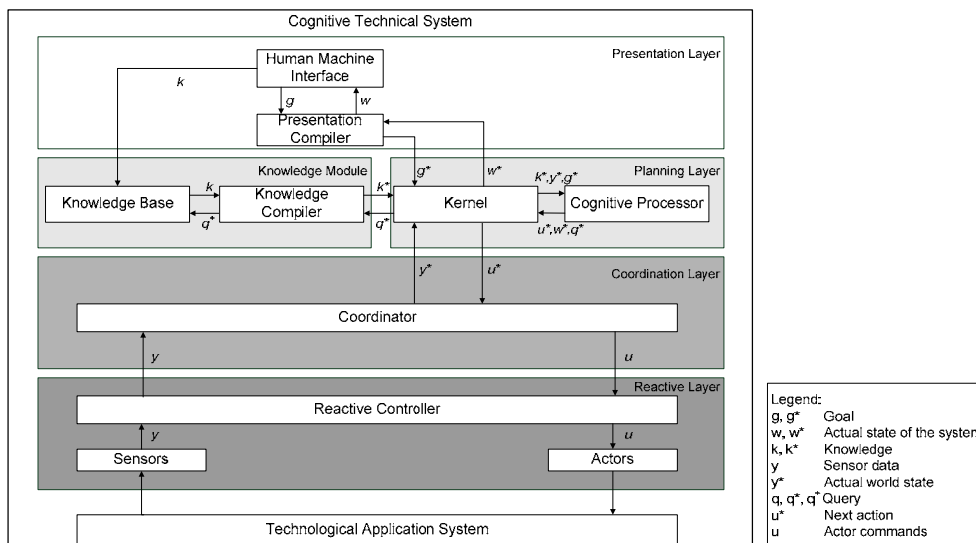 Cognitive Technical System
Presentation Layer
Human Machine
Interface
k
g
w
Presentation
Compiler
g*
w*
Knowledge Module
Planning Layer
Knowledge Base
k
q*
Knowledge
Compiler
k*
q*
Kernel
k*,y*,g*
u*,w*,q*
Cognitive Processor
y*
u*
Coordination Layer
Coordinator
y
u
Reactive Layer
Reactive Controller
y
u
Sensors
Actors
Technological Application System
Legend:
g, g* Goal
w, w* Actual state of the system
k, k* Knowledge
y Sensor data
y* Actual world state
q, q*, q⁺ Query
u* Next action
u Actor commands